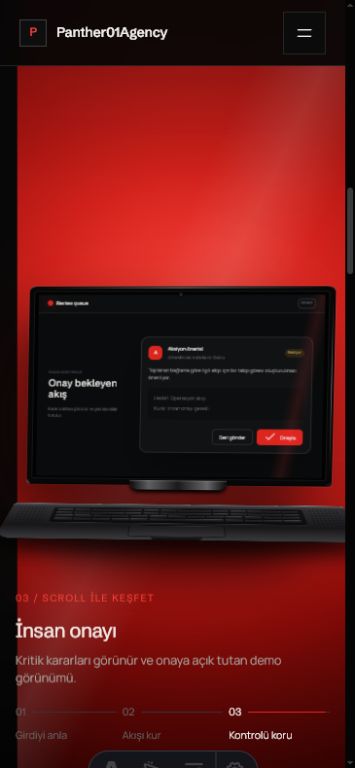 P
Panther01Agency
Review queue
Onay bekleyen
akış
Aksiyon önerisi
Geri gönder
Onayla
03 / SCROLL İLE KEŞFET
İnsan onayı
Kritik kararları görünür ve onaya açık tutan demo
görünümü.
01
02
03
Girdiyi anla
Akışı kur
Kontrolü koru